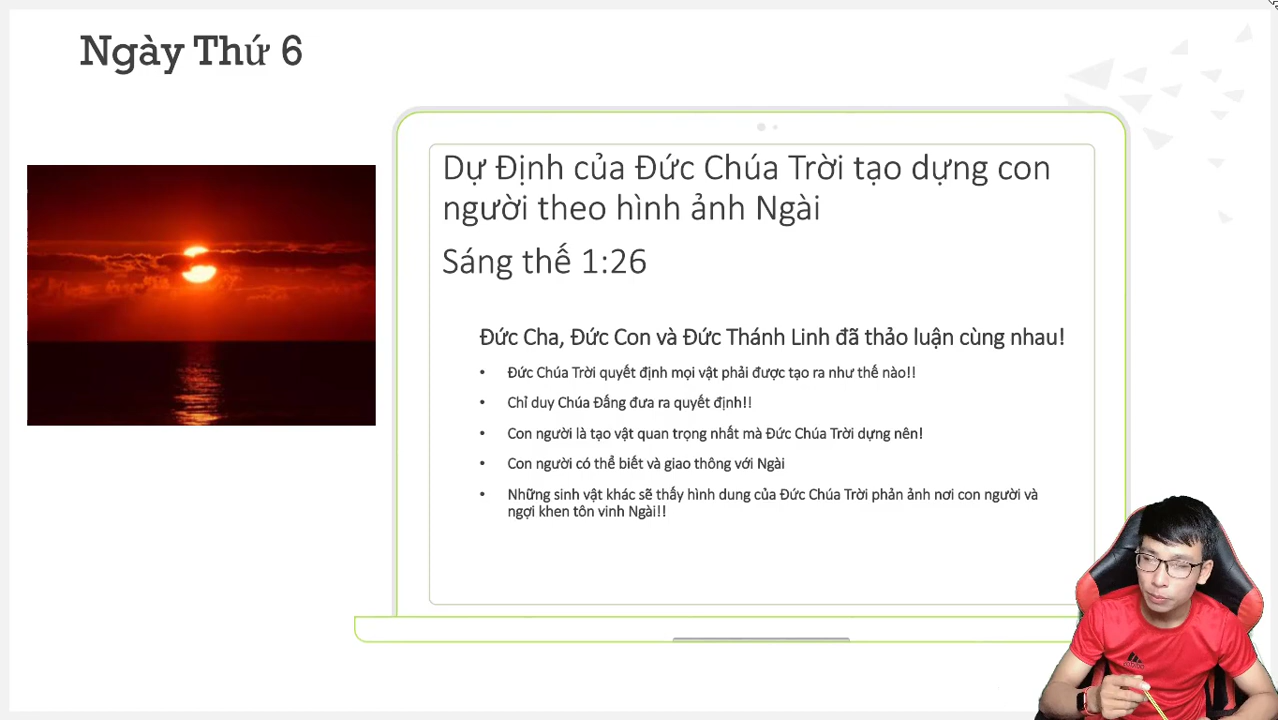 Ngày Thứ 6
Dự Định của Đức Chúa Trời tạo dựng con
người theo hình ảnh Ngài
Sáng thế 1:26
Đức Cha, Đức Con và Đức Thánh Linh đã thảo luận cùng nhau!
• Đức Chúa Trời quyết định mọi vật phải được tạo ra như thế nào!!
• Chỉ duy Chúa Đấng đưa ra quyết định!!
• Con người là tạo vật quan trọng nhất mà Đức Chúa Trời dựng nên!
• Con người có thể biết và giao thông với Ngài
• Những sinh vật khác sẽ thấy hình dung của Đức Chúa Trời phản ảnh nơi con người và
ngợi khen tôn vinh Ngài!!